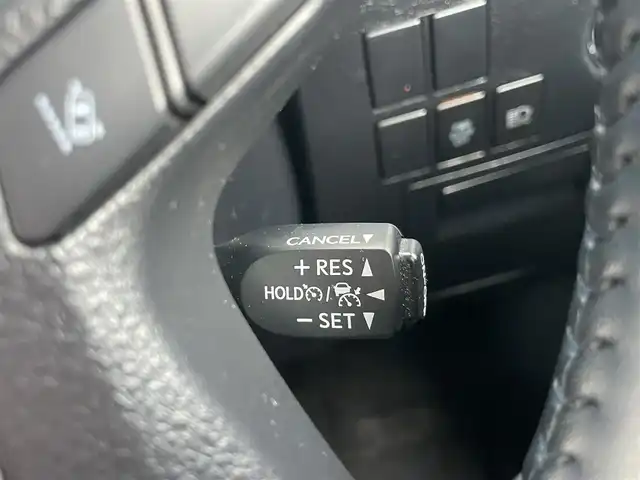 CANCEL▼
+ RES ▲
HOLD / ◀
− SET ▼